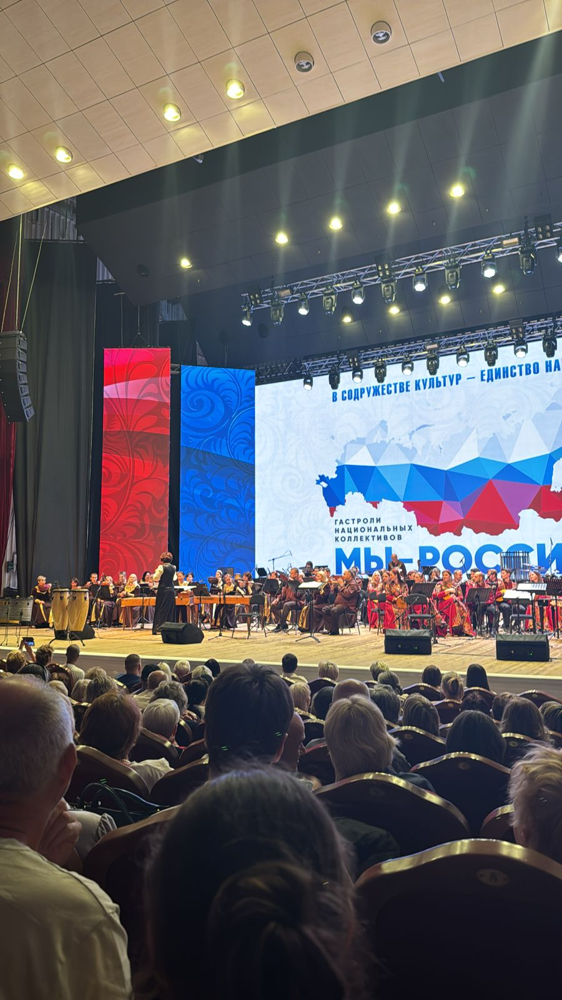 В СОДРУЖЕСТВЕ КУЛЬТУР – ЕДИНСТВО НА
ГАСТРОЛИ
НАЦИОНАЛЬНЫХ
КОЛЛЕКТИВОВ
МЫ–РОССИ